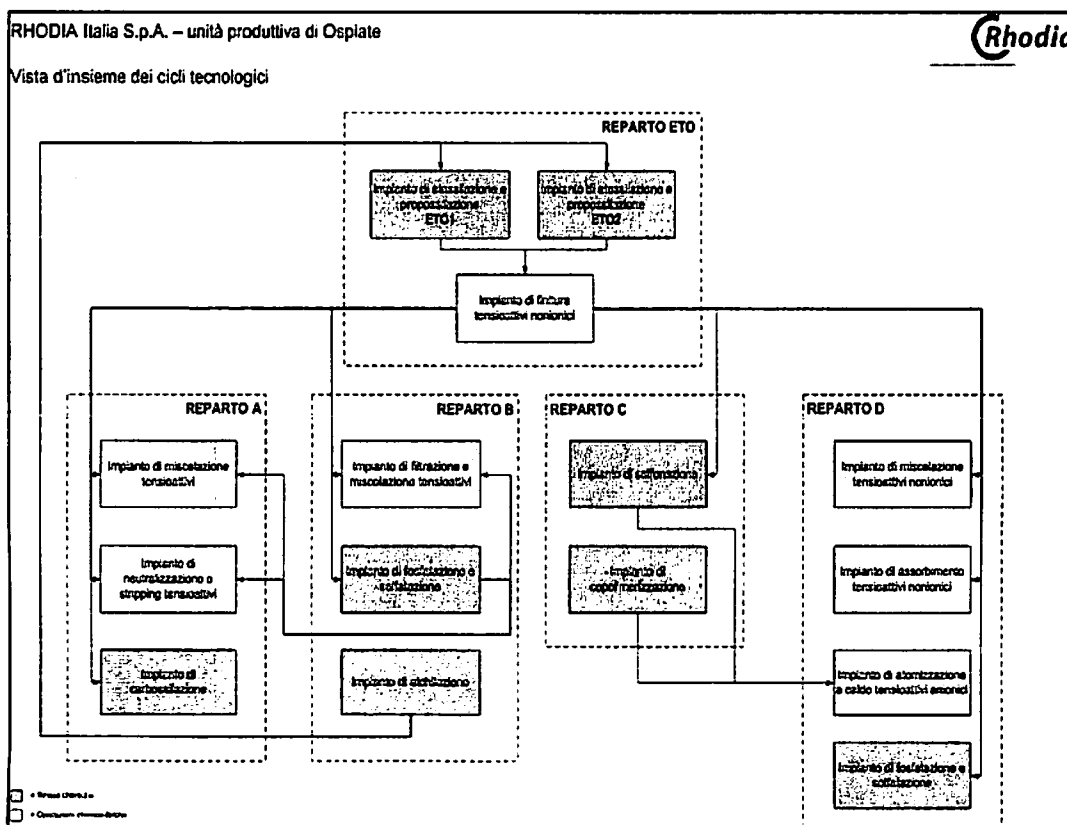 RHODIA Italia S.p.A. – unità produttiva di Ospiate
Rhodia
Vista d'insieme dei cicli tecnologici
REPARTO ETO
Impianto di etossilazione e
propossilazione
ETO1
Impianto di etossilazione e
propossilazione
ETO2
Impianto di finitura
tensioattivi nonionici
REPARTO A
Impianto di miscelazione
tensioattivi
Impianto di
neutralizzazione o
stripping tensioattivi
Impianto di
carbossilazione
REPARTO B
Impianto di filtrazione e
miscelazione tensioattivi
Impianto di fosfatazione o
solfatazione
Impianto di
REPARTO C
Impianto di solfonazione
Impianto di
copolimerizzazione
REPARTO D
Impianto di miscelazione
tensioattivi nonionici
Impianto di assorbimento
tensioattivi nonionici
Impianto di atomizzazione
a caldo tensioattivi anionici
Impianto di fosfatazione e
solfatazione